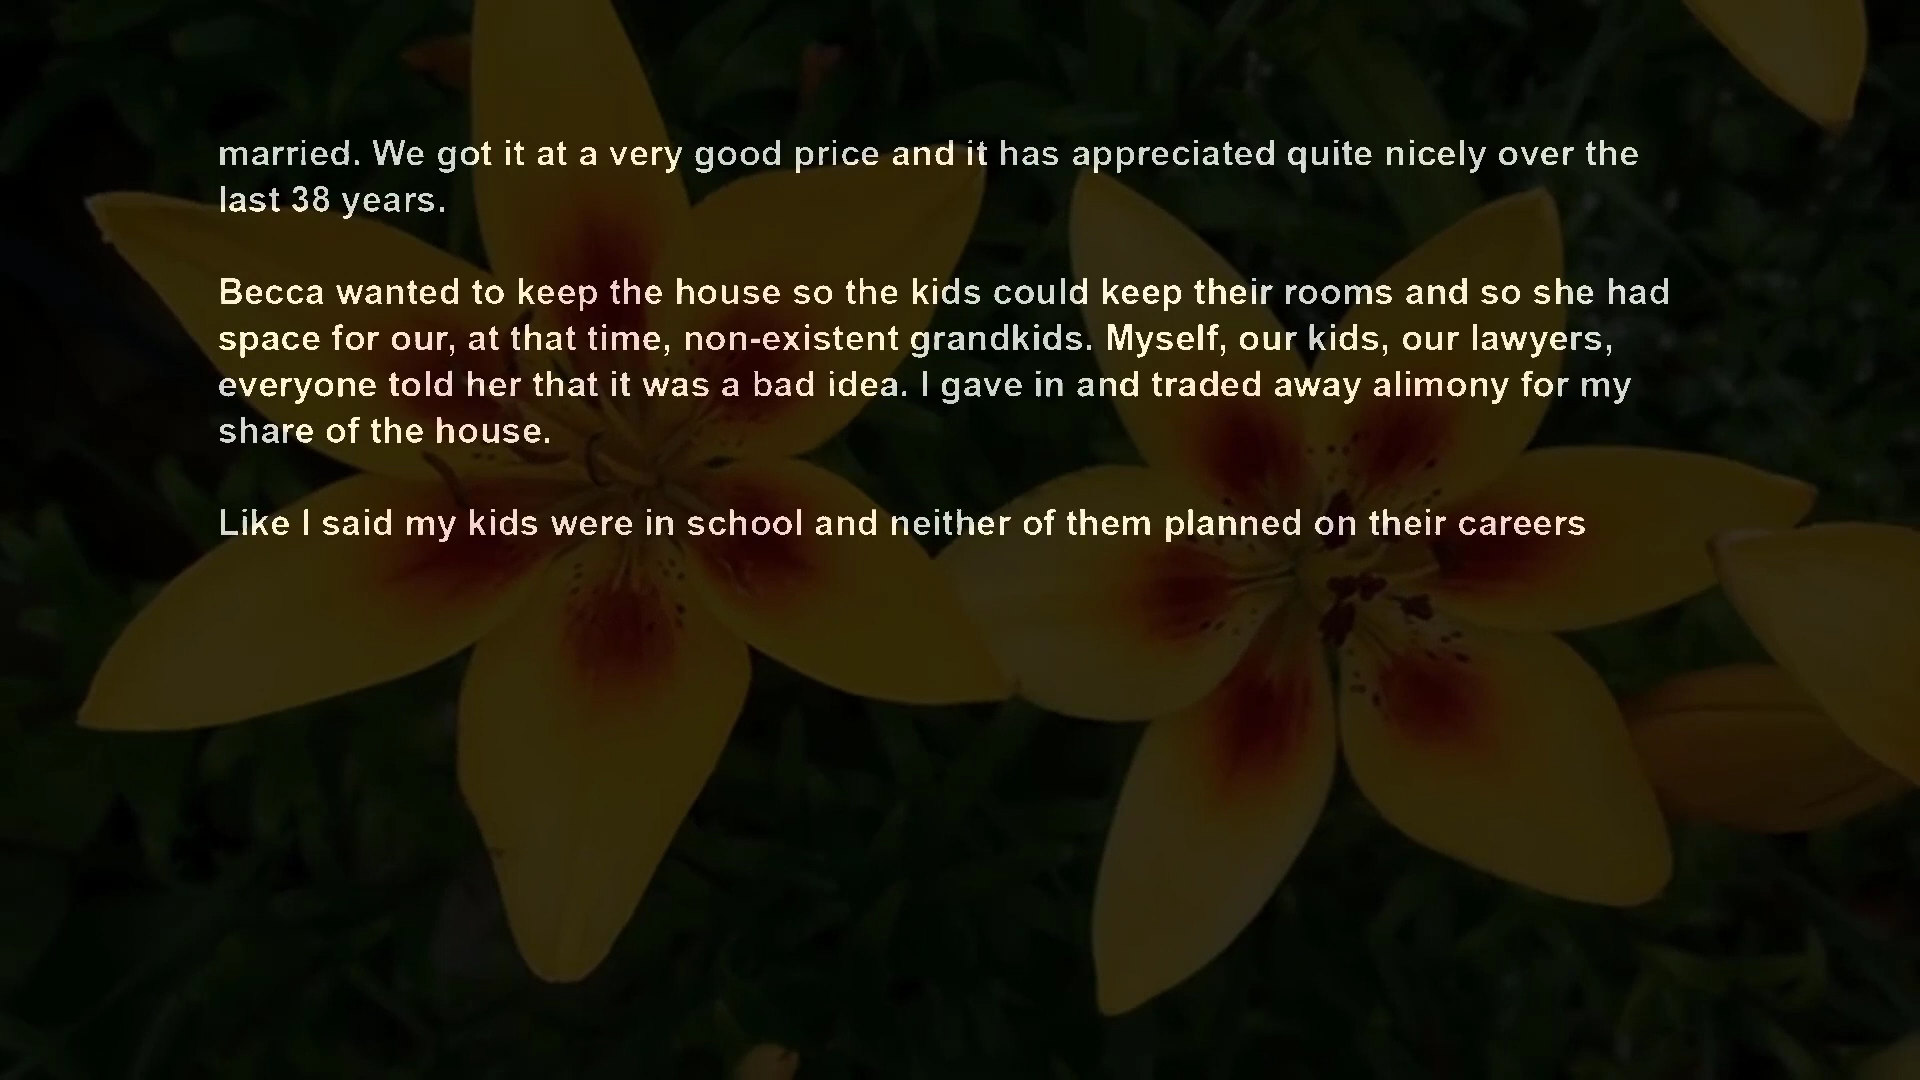 married. We got it at a very good price and it has appreciated quite nicely over the
last 38 years.
Becca wanted to keep the house so the kids could keep their rooms and so she had
space for our, at that time, non-existent grandkids. Myself, our kids, our lawyers,
everyone told her that it was a bad idea. I gave in and traded away alimony for my
share of the house.
Like I said my kids were in school and neither of them planned on their careers